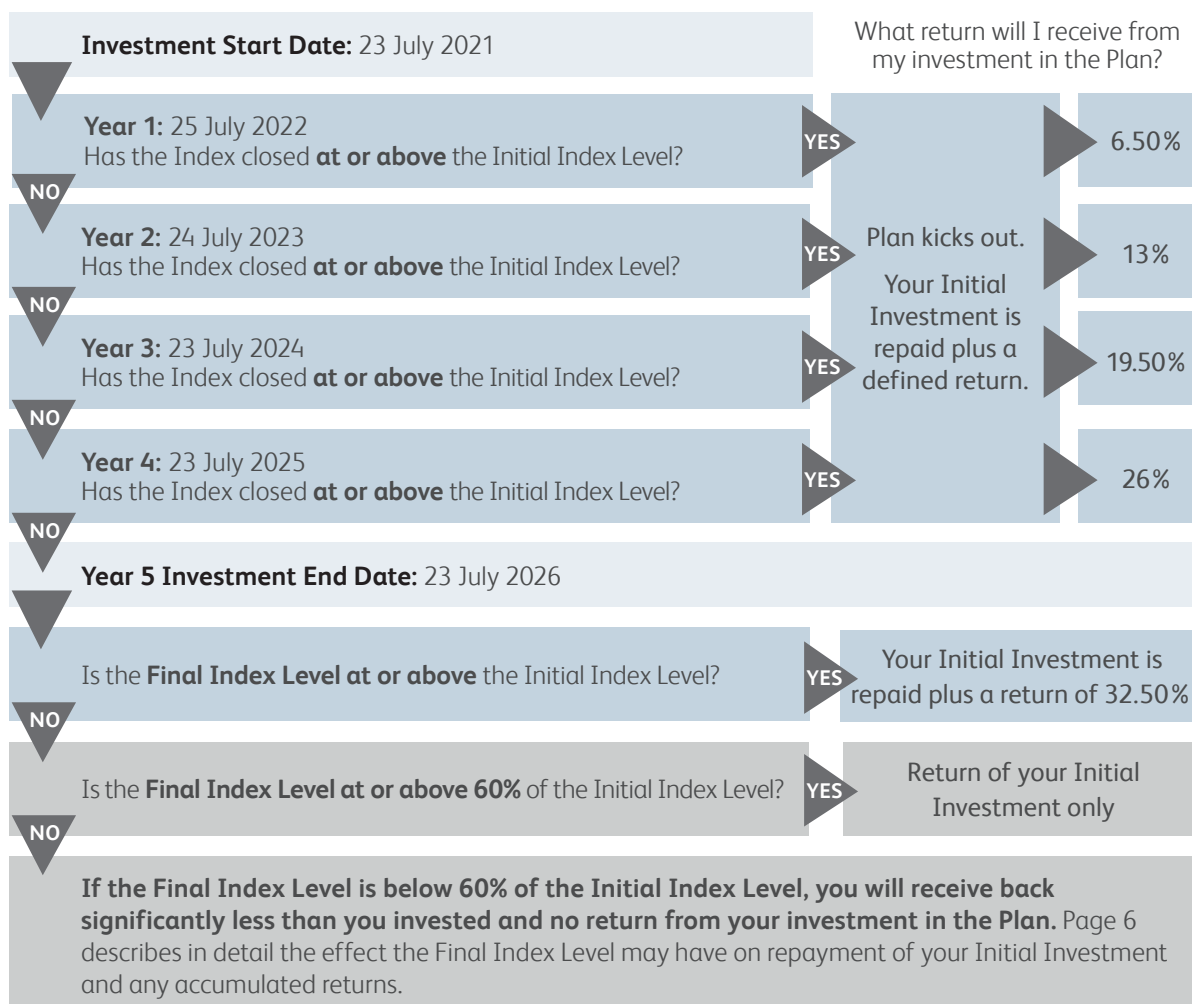 Investment Start Date: 23 July 2021
What return will I receive from
my investment in the Plan?
Year 1: 25 July 2022
Has the Index closed at or above the Initial Index Level?
YES
6.50%
NO
Year 2: 24 July 2023
Has the Index closed at or above the Initial Index Level?
YES
Plan kicks out.
Your Initial
Investment is
repaid plus a
defined return.
13%
NO
Year 3: 23 July 2024
Has the Index closed at or above the Initial Index Level?
YES
19.50%
NO
Year 4: 23 July 2025
Has the Index closed at or above the Initial Index Level?
YES
26%
NO
Year 5 Investment End Date: 23 July 2026
Is the Final Index Level at or above the Initial Index Level?
YES
Your Initial Investment is
repaid plus a return of 32.50%
NO
Is the Final Index Level at or above 60% of the Initial Index Level?
YES
Return of your Initial
Investment only
NO
If the Final Index Level is below 60% of the Initial Index Level, you will receive back
significantly less than you invested and no return from your investment in the Plan. Page 6
describes in detail the effect the Final Index Level may have on repayment of your Initial Investment
and any accumulated returns.